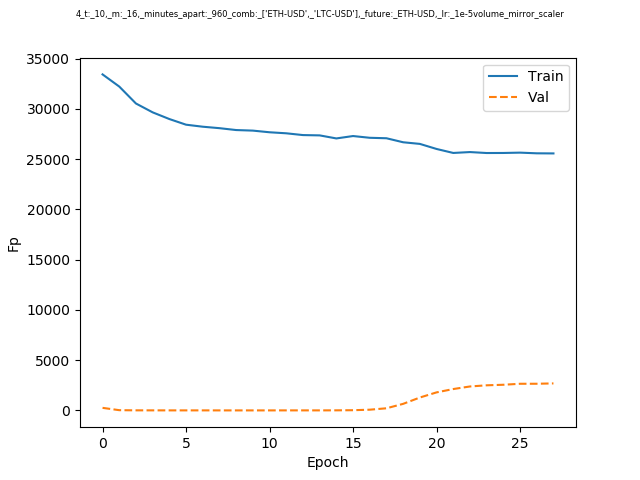 4_t:_10,_m:_16,_minutes_apart:_960_comb:_['ETH-USD',_'LTC-USD'],_future:_ETH-USD,_lr:_1e-5volume_mirror_scaler
35000
30000
25000
20000
15000
10000
5000
0
Fp
Train
Val
0 5 10 15 20 25
Epoch